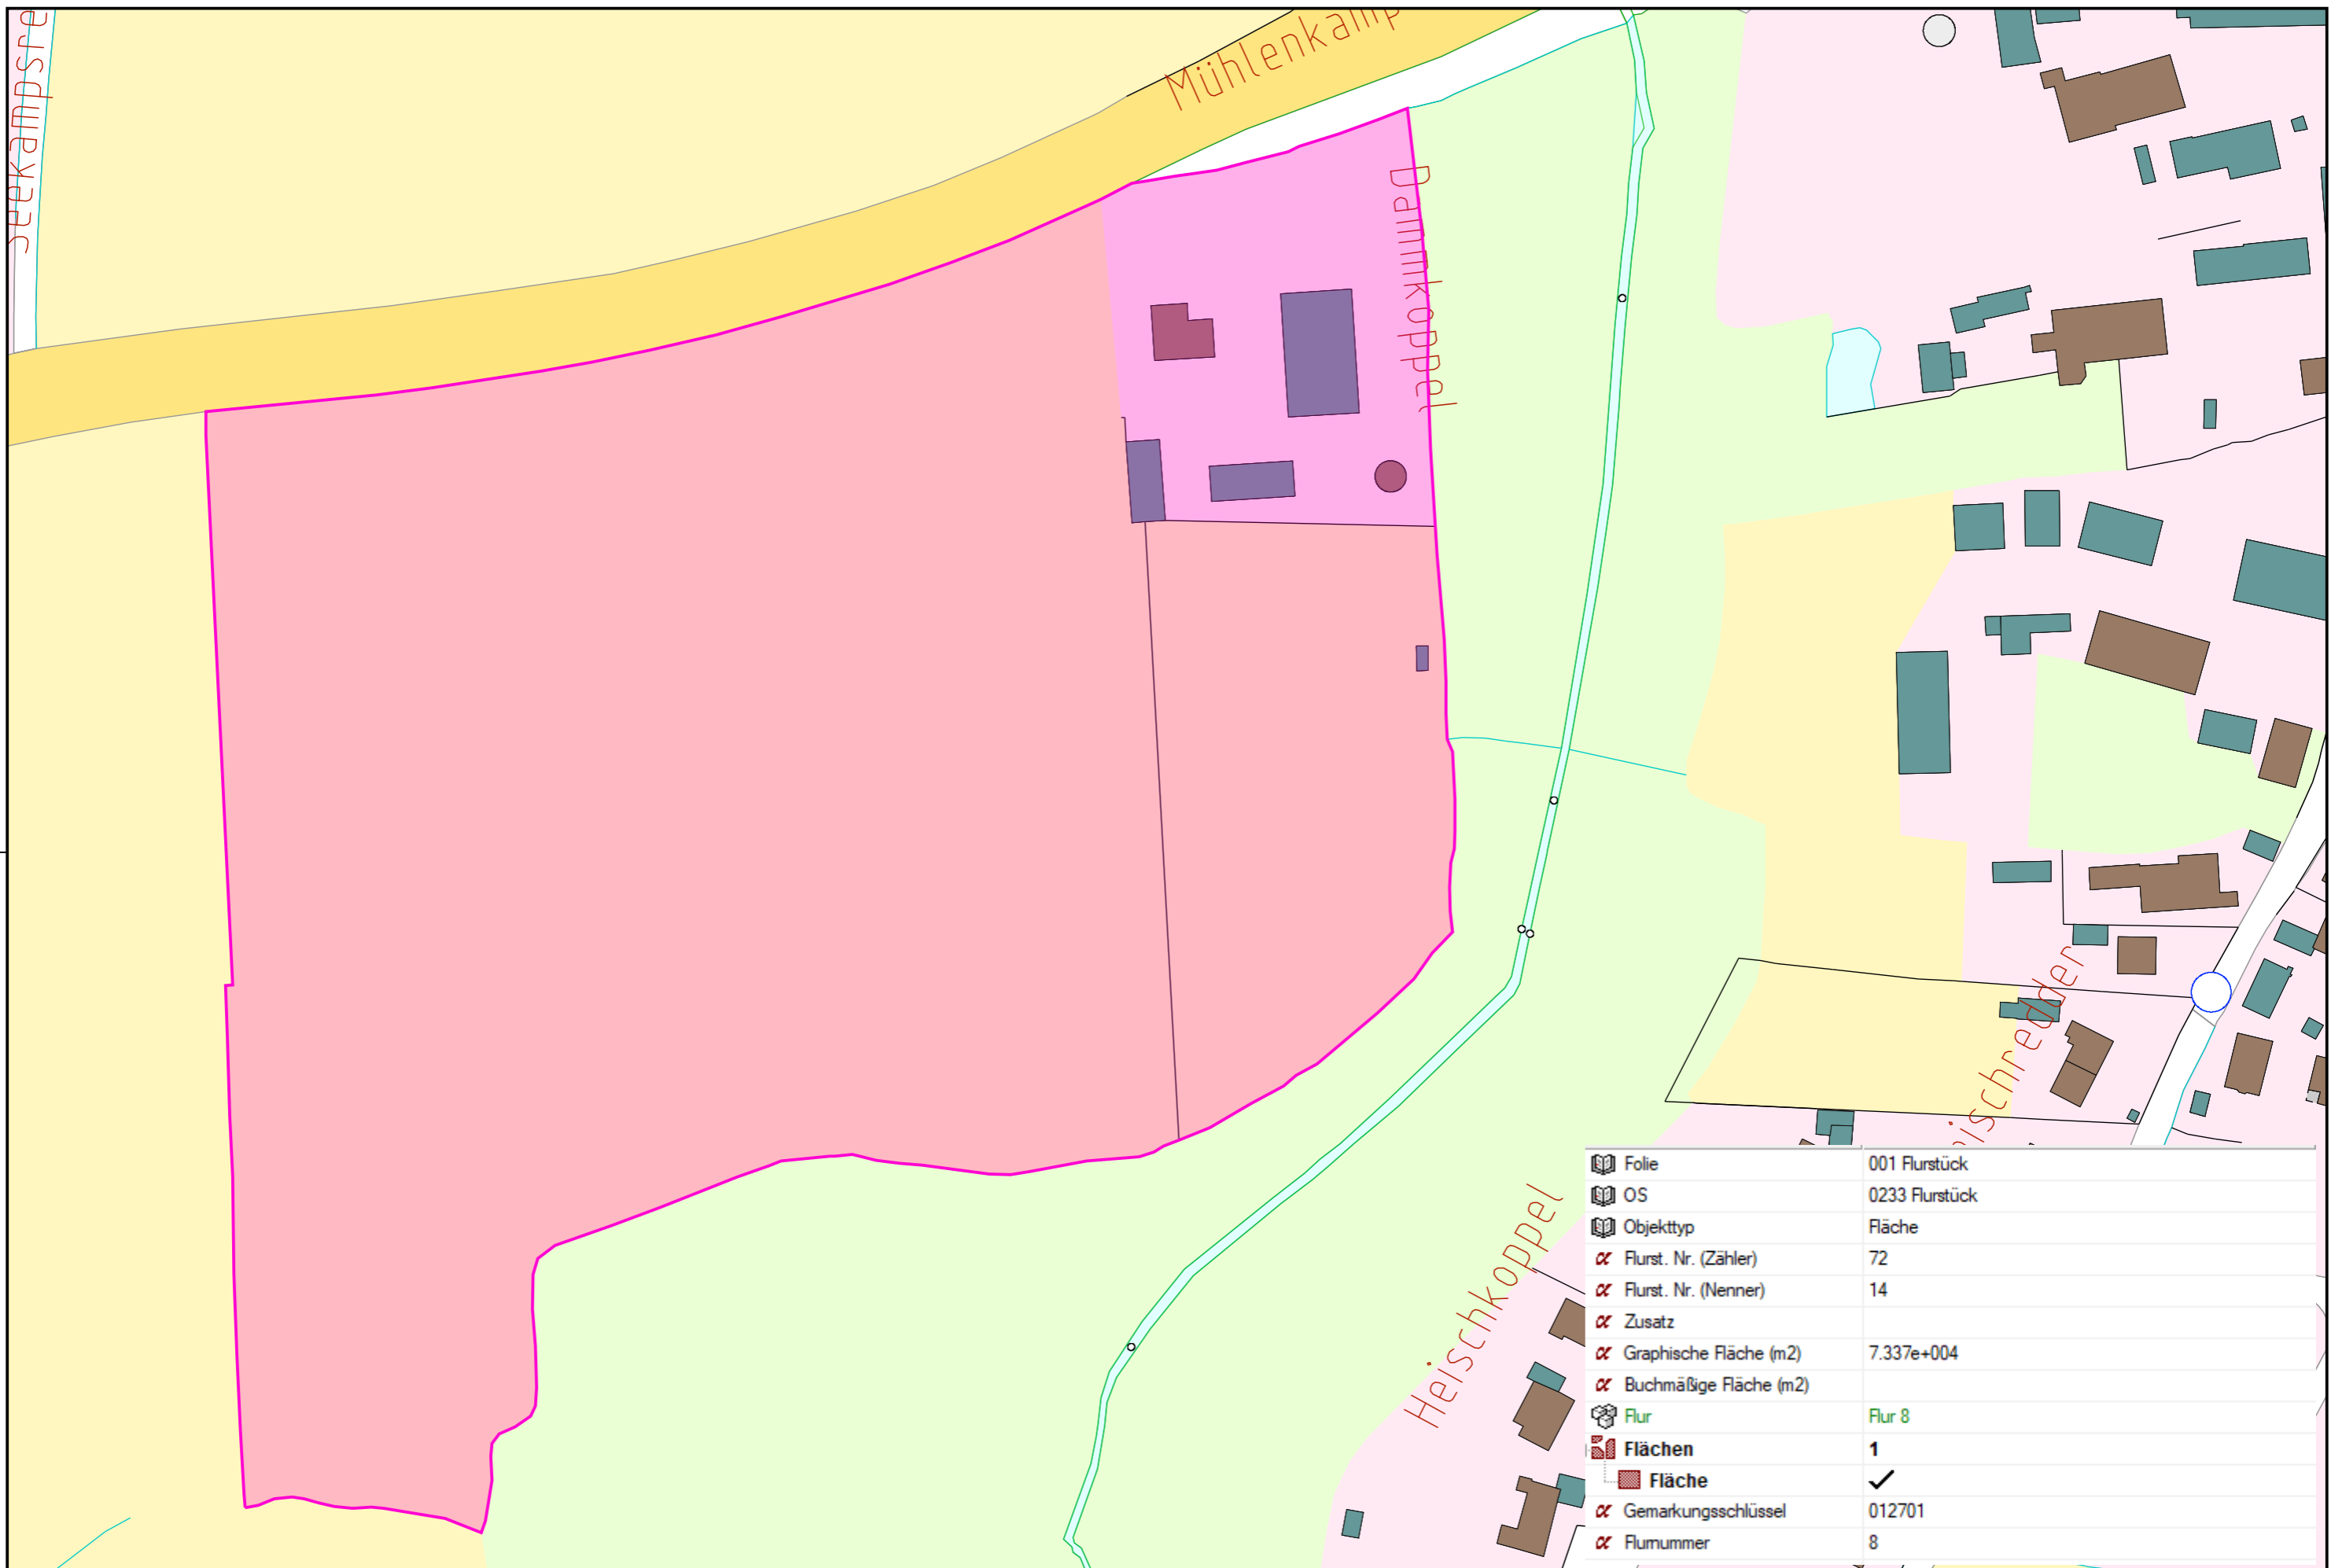 Mühlenkamp
Dammkoppel
Heischkoppel
Folie 001 Flurstück
OS 0233 Flurstück
Objekttyp Fläche
Flurst. Nr. (Zähler) 72
Flurst. Nr. (Nenner) 14
Zusatz
Graphische Fläche (m2) 7.337e+004
Buchmäßige Fläche (m2)
Flur Flur 8
Flächen 1
Fläche
Gemarkungsschlüssel 012701
Flurnummer 8